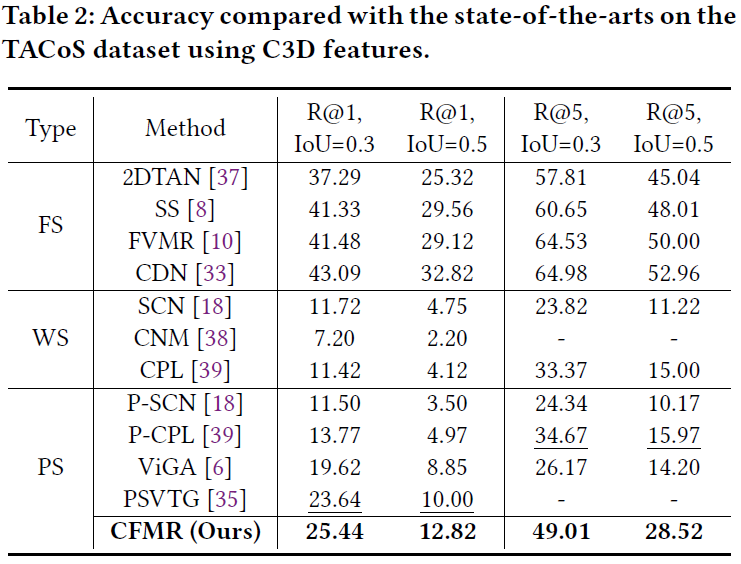 Table 2: Accuracy compared with the state-of-the-arts on the
TACoS dataset using C3D features.
Type Method R@1, IoU=0.3 R@1, IoU=0.5 R@5, IoU=0.3 R@5, IoU=0.5
FS
2DTAN [37] 37.29 25.32 57.81 45.04
SS [8] 41.33 29.56 60.65 48.01
FVMR [10] 41.48 29.12 64.53 50.00
CDN [33] 43.09 32.82 64.98 52.96
WS
SCN [18] 11.72 4.75 23.82 11.22
CNM [38] 7.20 2.20 - -
CPL [39] 11.42 4.12 33.37 15.00
PS
P-SCN [18] 11.50 3.50 24.34 10.17
P-CPL [39] 13.77 4.97 34.67 15.97
ViGA [6] 19.62 8.85 26.17 14.20
PSVTG [35] 23.64 10.00 - -
CFMR (Ours) 25.44 12.82 49.01 28.52